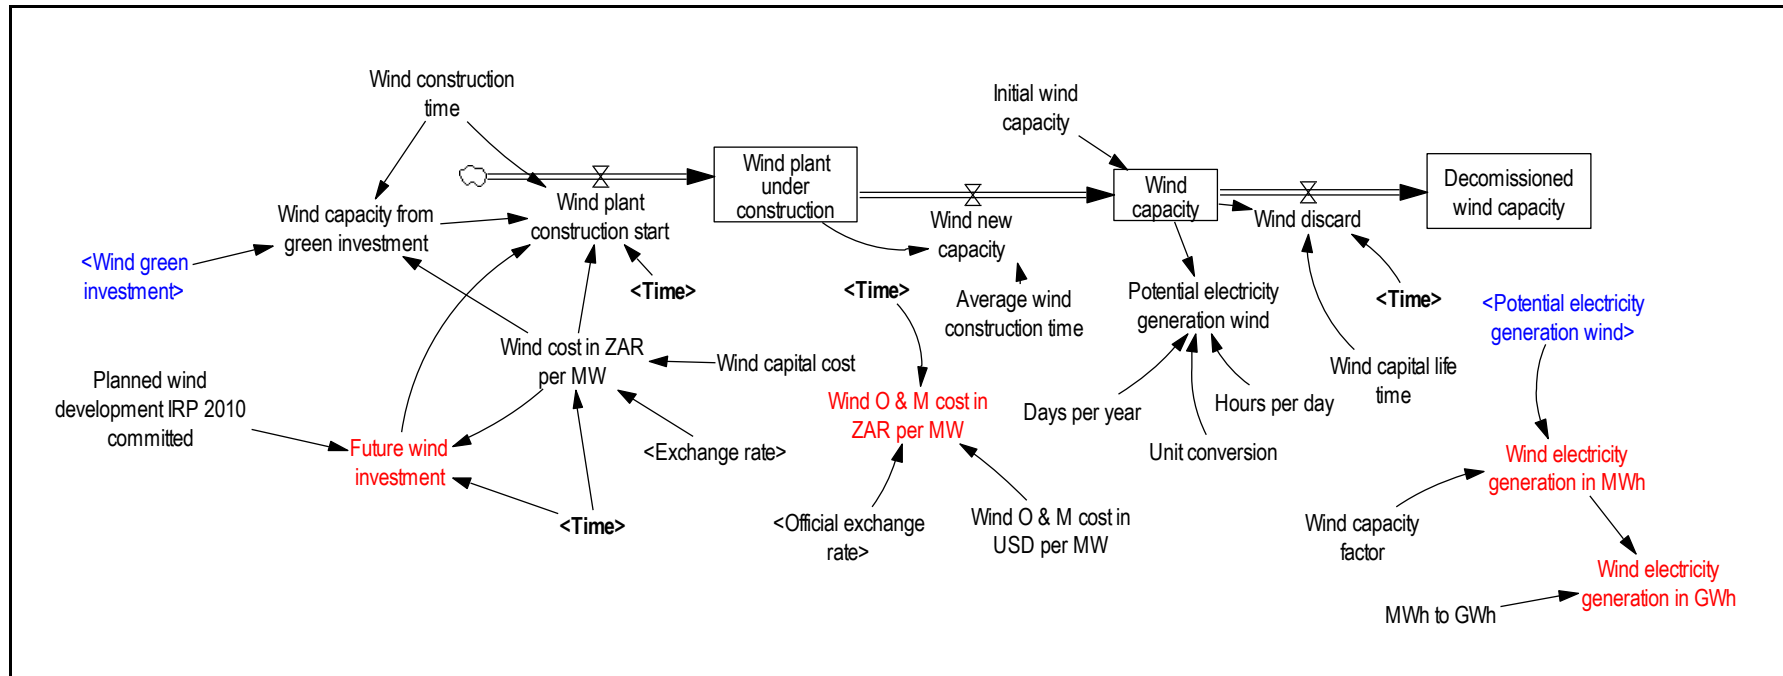 Wind construction
time
Initial wind
capacity
Wind plant
under
construction
Wind
capacity
Decomissioned
wind capacity
Wind capacity from
green investment
Wind plant
construction start
Wind new
capacity
Wind discard
<Wind green
investment>
<Time>
<Time>
Average wind
construction time
Potential electricity
generation wind
<Time>
<Potential electricity
generation wind>
Wind cost in ZAR
per MW
Wind capital cost
Wind capital life
time
Planned wind
development IRP 2010
committed
Wind O & M cost in
ZAR per MW
Days per year
Hours per day
Unit conversion
Future wind
investment
<Exchange rate>
Wind electricity
generation in MWh
<Time>
<Official exchange
rate>
Wind O & M cost in
USD per MW
Wind capacity
factor
Wind electricity
generation in GWh
MWh to GWh